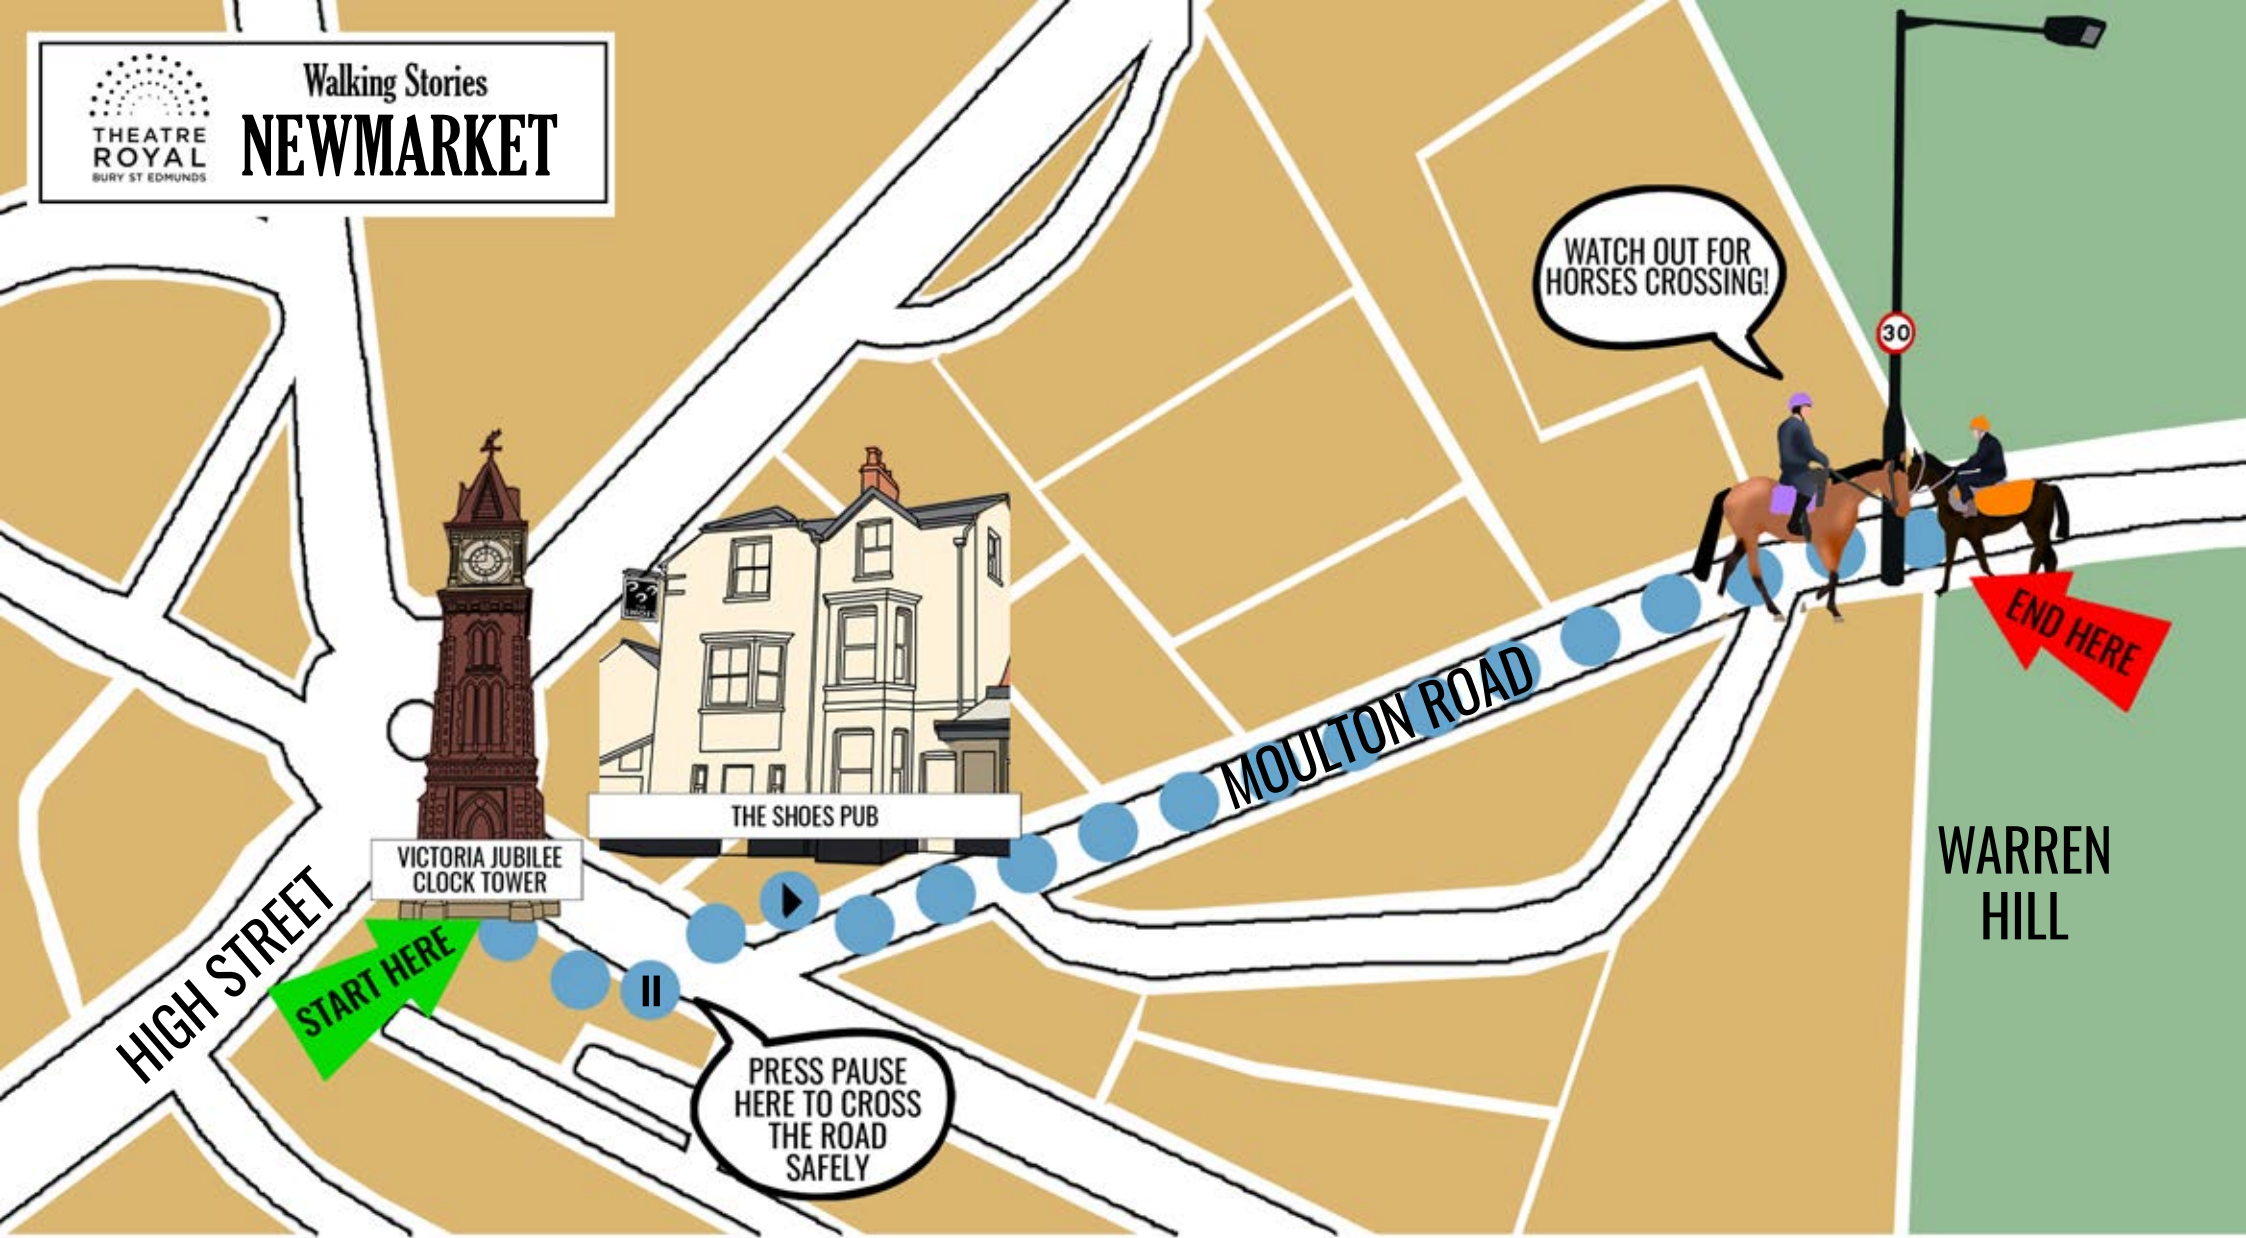 THEATRE
ROYAL
BURY ST EDMUNDS
Walking Stories
NEWMARKET
WATCH OUT FOR
HORSES CROSSING!
30
THE SHOES PUB
VICTORIA JUBILEE
CLOCK TOWER
HIGH STREET
START HERE
MOULTON ROAD
END HERE
WARREN
HILL
PRESS PAUSE
HERE TO CROSS
THE ROAD
SAFELY